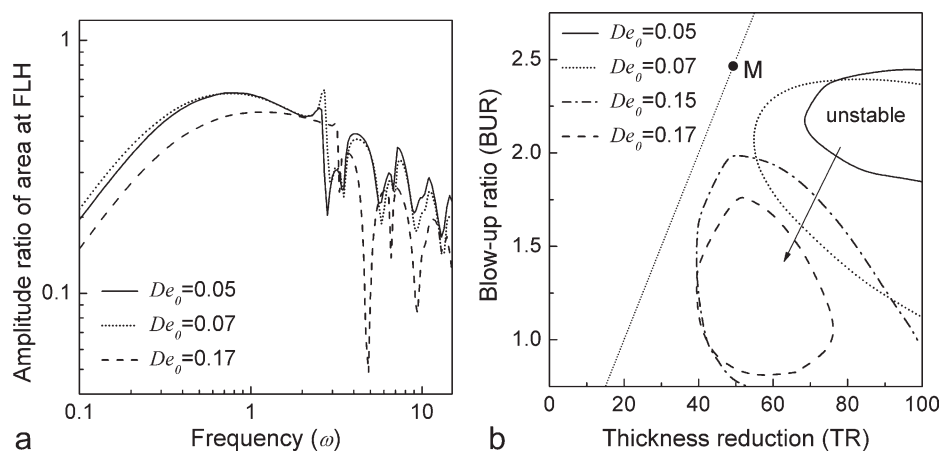 Amplitude ratio of area at FLH
1
0.1
De0=0.05
De0=0.07
De0=0.17
0.1
1
10
Frequency (ω)
a
Blow-up ratio (BUR)
2.5
2.0
1.5
1.0
De0=0.05
De0=0.07
De0=0.15
De0=0.17
M
unstable
0
20
40
60
80
100
Thickness reduction (TR)
b